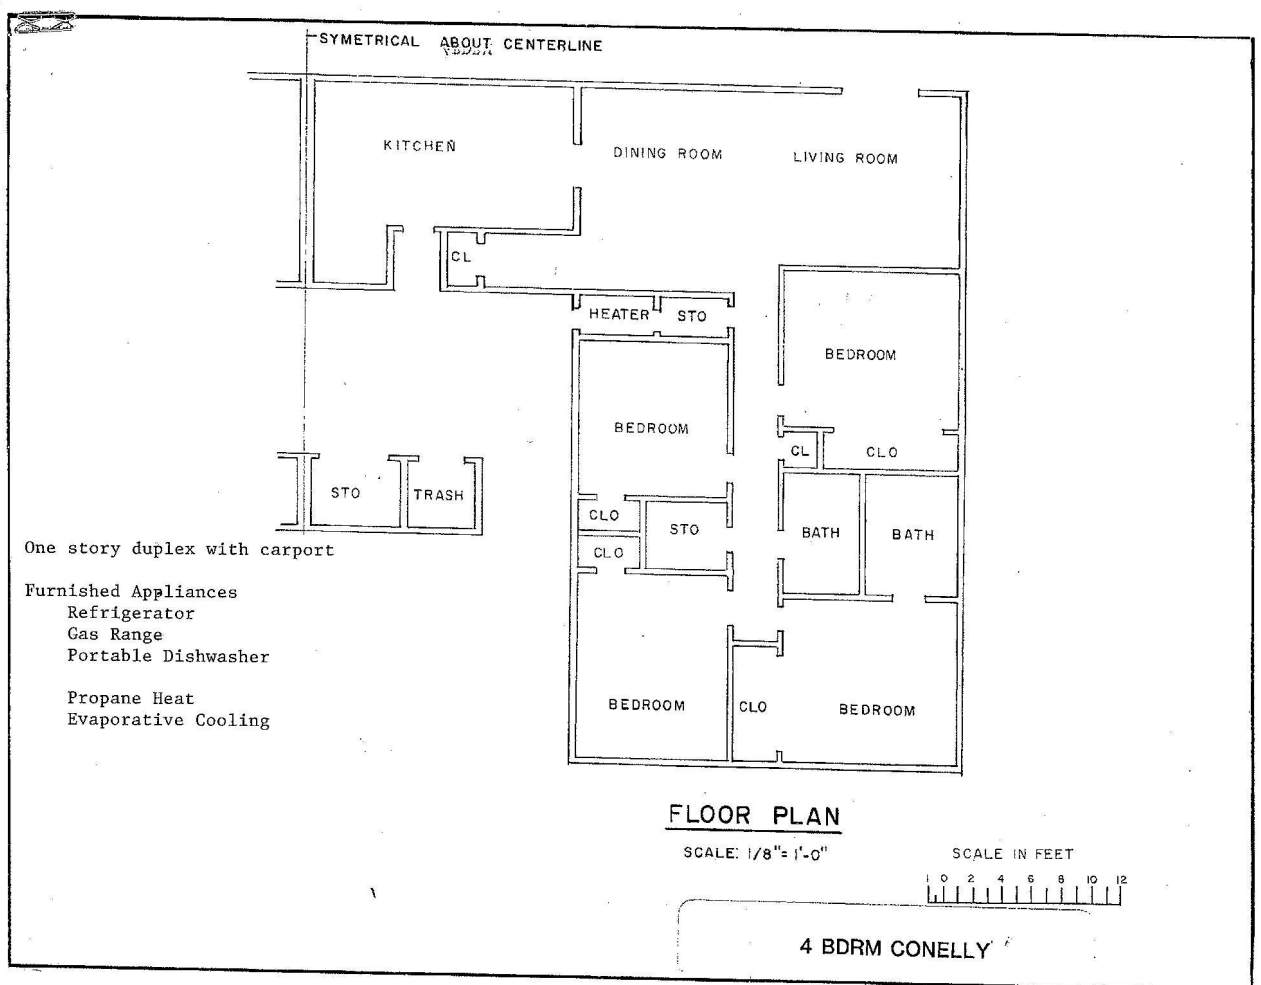 SYMETRICAL ABOUT CENTERLINE
KITCHEN
DINING ROOM
LIVING ROOM
CL
HEATER
STO
BEDROOM
BEDROOM
CL
CLO
STO
TRASH
CLO
STO
BATH
BATH
CLO
One story duplex with carport
Furnished Appliances
Refrigerator
Gas Range
Portable Dishwasher
Propane Heat
Evaporative Cooling
BEDROOM
CLO
BEDROOM
FLOOR PLAN
SCALE: 1/8"= 1'-0"
SCALE IN FEET
1 0 2 4 6 8 10 12
4 BDRM CONELLY